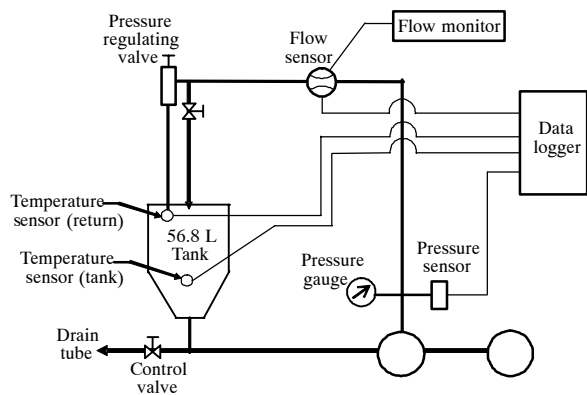 Pressure
regulating
valve
Flow
sensor
Flow monitor
Data
logger
Temperature
sensor (return)
56.8 L
Tank
Temperature
sensor (tank)
Pressure
gauge
Pressure
sensor
Drain
tube
Control
valve